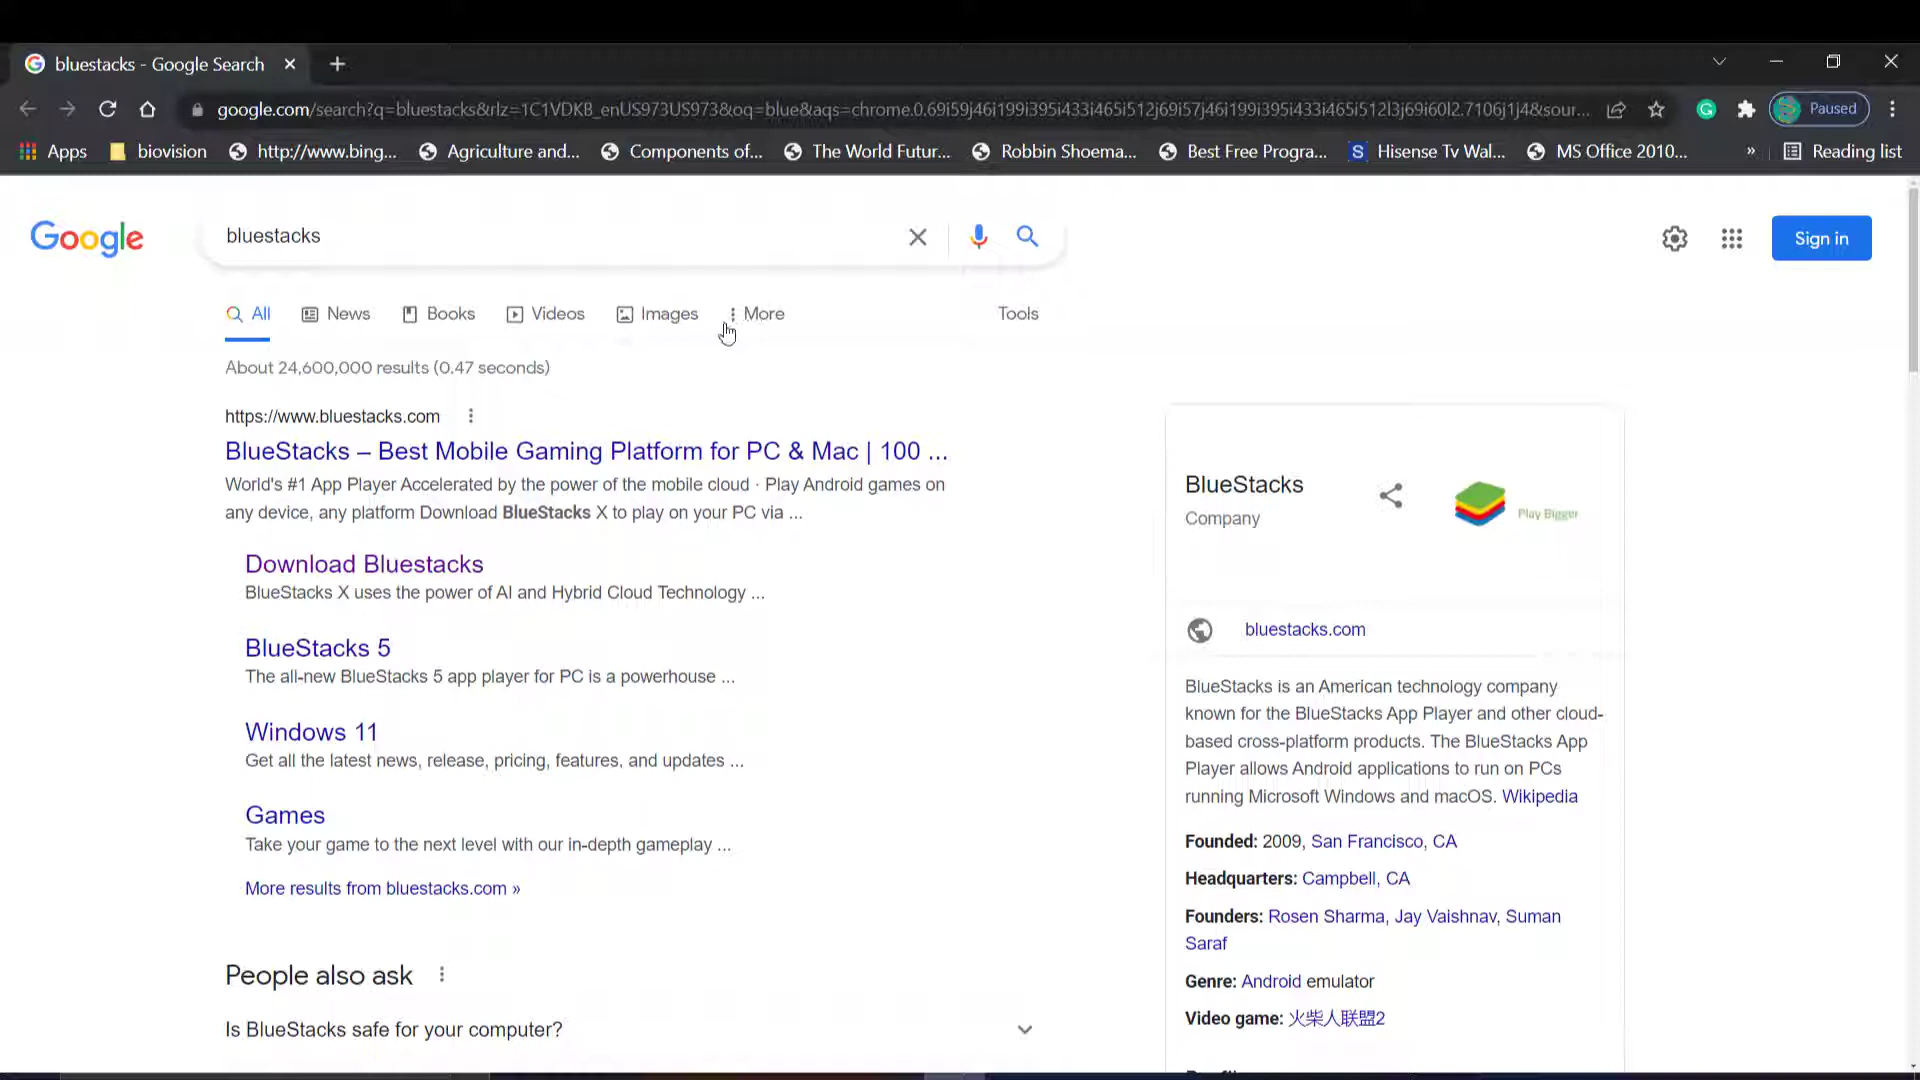 bluestacks - Google Search
google.com/search?q=bluestacks&rlz=1C1VDKB_enUS973US973&oq=blue&aqs=chrome.0.69i59j46i199i395i433i465i512j69i57j46i199i395i433i465i512l3j69i60l2.7106j1j4&sour...
Paused
Apps biovision http://www.bing... Agriculture and... Components of... The World Futur... Robbin Shoema... Best Free Progra... Hisense Tv Wal... MS Office 2010... » Reading list
Google
bluestacks
Sign in
All News Books Videos Images More Tools
About 24,600,000 results (0.47 seconds)
https://www.bluestacks.com
BlueStacks – Best Mobile Gaming Platform for PC & Mac | 100 ...
World's #1 App Player Accelerated by the power of the mobile cloud · Play Android games on
any device, any platform Download BlueStacks X to play on your PC via ...
Download Bluestacks
BlueStacks X uses the power of AI and Hybrid Cloud Technology ...
BlueStacks 5
The all-new BlueStacks 5 app player for PC is a powerhouse ...
Windows 11
Get all the latest news, release, pricing, features, and updates ...
Games
Take your game to the next level with our in-depth gameplay ...
More results from bluestacks.com »
People also ask
Is BlueStacks safe for your computer?
BlueStacks
Company
Play Bigger
bluestacks.com
BlueStacks is an American technology company
known for the BlueStacks App Player and other cloud-
based cross-platform products. The BlueStacks App
Player allows Android applications to run on PCs
running Microsoft Windows and macOS. Wikipedia
Founded: 2009, San Francisco, CA
Headquarters: Campbell, CA
Founders: Rosen Sharma, Jay Vaishnav, Suman
Saraf
Genre: Android emulator
Video game: 火柴人联盟2